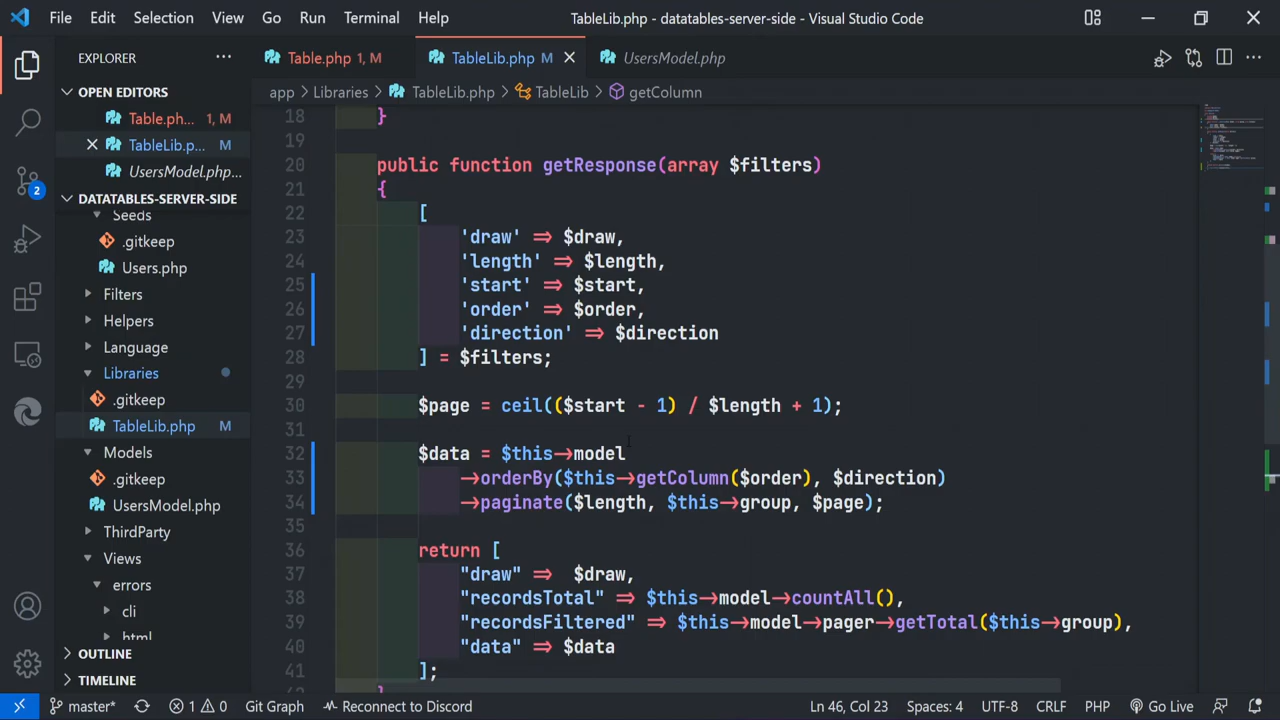 File Edit Selection View Go Run Terminal Help TableLib.php - datatables-server-side - Visual Studio Code
EXPLORER ...
Table.php 1, M TableLib.php M UsersModel.php
OPEN EDITORS
app > Libraries > TableLib.php > TableLib > getColumn
Table.ph... 1, M
TableLib.p... M
UsersModel.php...
DATATABLES-SERVER-SIDE
Seeds
.gitkeep
Users.php
Filters
Helpers
Language
Libraries
.gitkeep
TableLib.php M
Models
.gitkeep
UsersModel.php
ThirdParty
Views
errors
cli
html
OUTLINE
TIMELINE
2
18 }
19
20 public function getResponse(array $filters)
21 {
22 [
23 'draw' => $draw,
24 'length' => $length,
25 'start' => $start,
26 'order' => $order,
27 'direction' => $direction
28 ] = $filters;
29
30 $page = ceil(($start - 1) / $length + 1);
31
32 $data = $this->model
33 ->orderBy($this->getColumn($order), $direction)
34 ->paginate($length, $this->group, $page);
35
36 return [
37 "draw" =>  $draw,
38 "recordsTotal" => $this->model->countAll(),
39 "recordsFiltered" => $this->model->pager->getTotal($this->group),
40 "data" => $data
41 ];
master* 1 0 Git Graph Reconnect to Discord Ln 46, Col 23 Spaces: 4 UTF-8 CRLF PHP Go Live